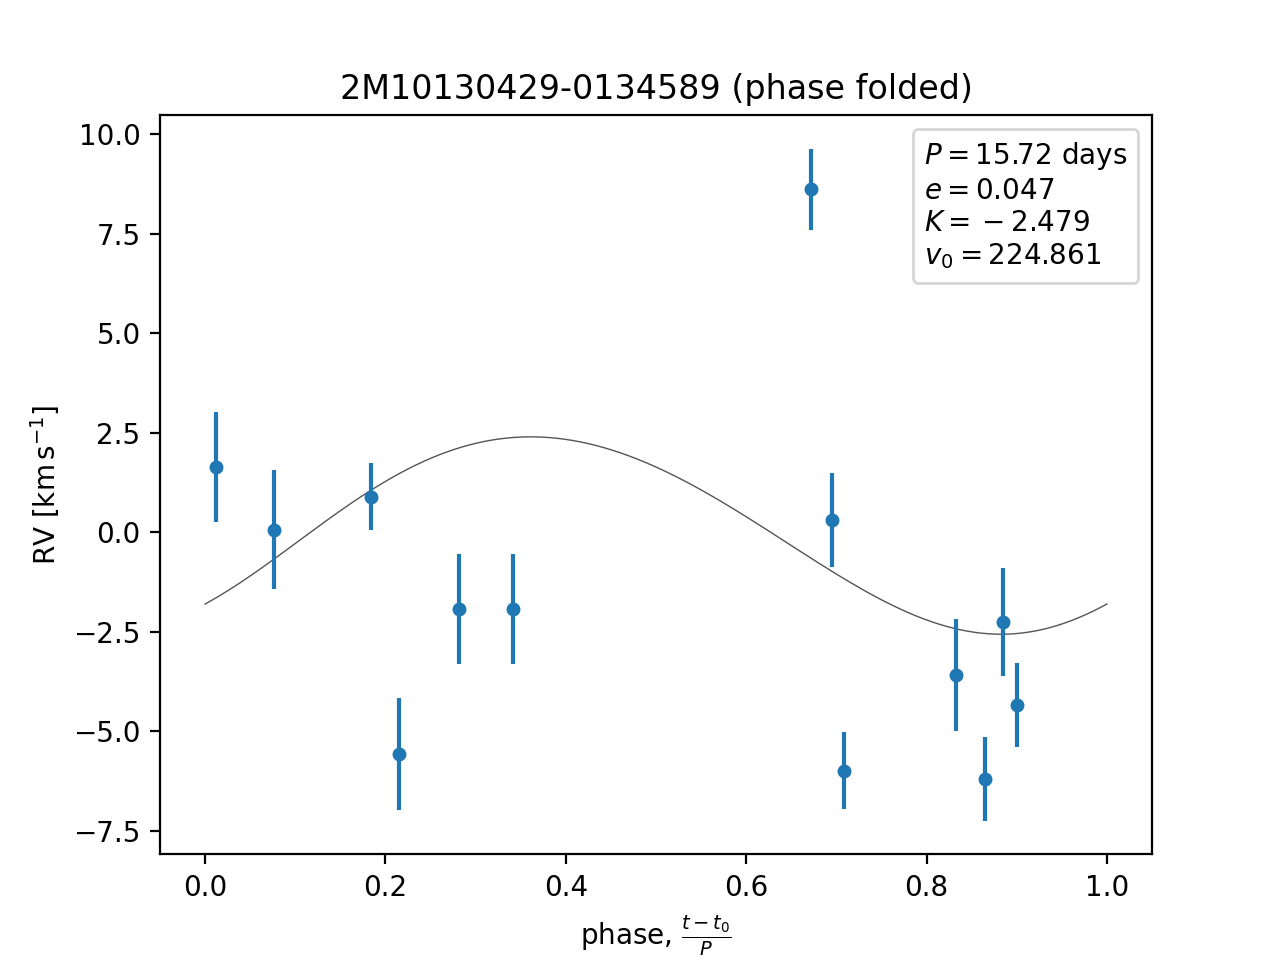 2M10130429-0134589 (phase folded)
P = 15.72 days
e = 0.047
K = −2.479
v₀ = 224.861
10.0
7.5
5.0
2.5
0.0
−2.5
−5.0
−7.5
RV [km s⁻¹]
0.0 0.2 0.4 0.6 0.8 1.0
phase, (t − t₀)/P